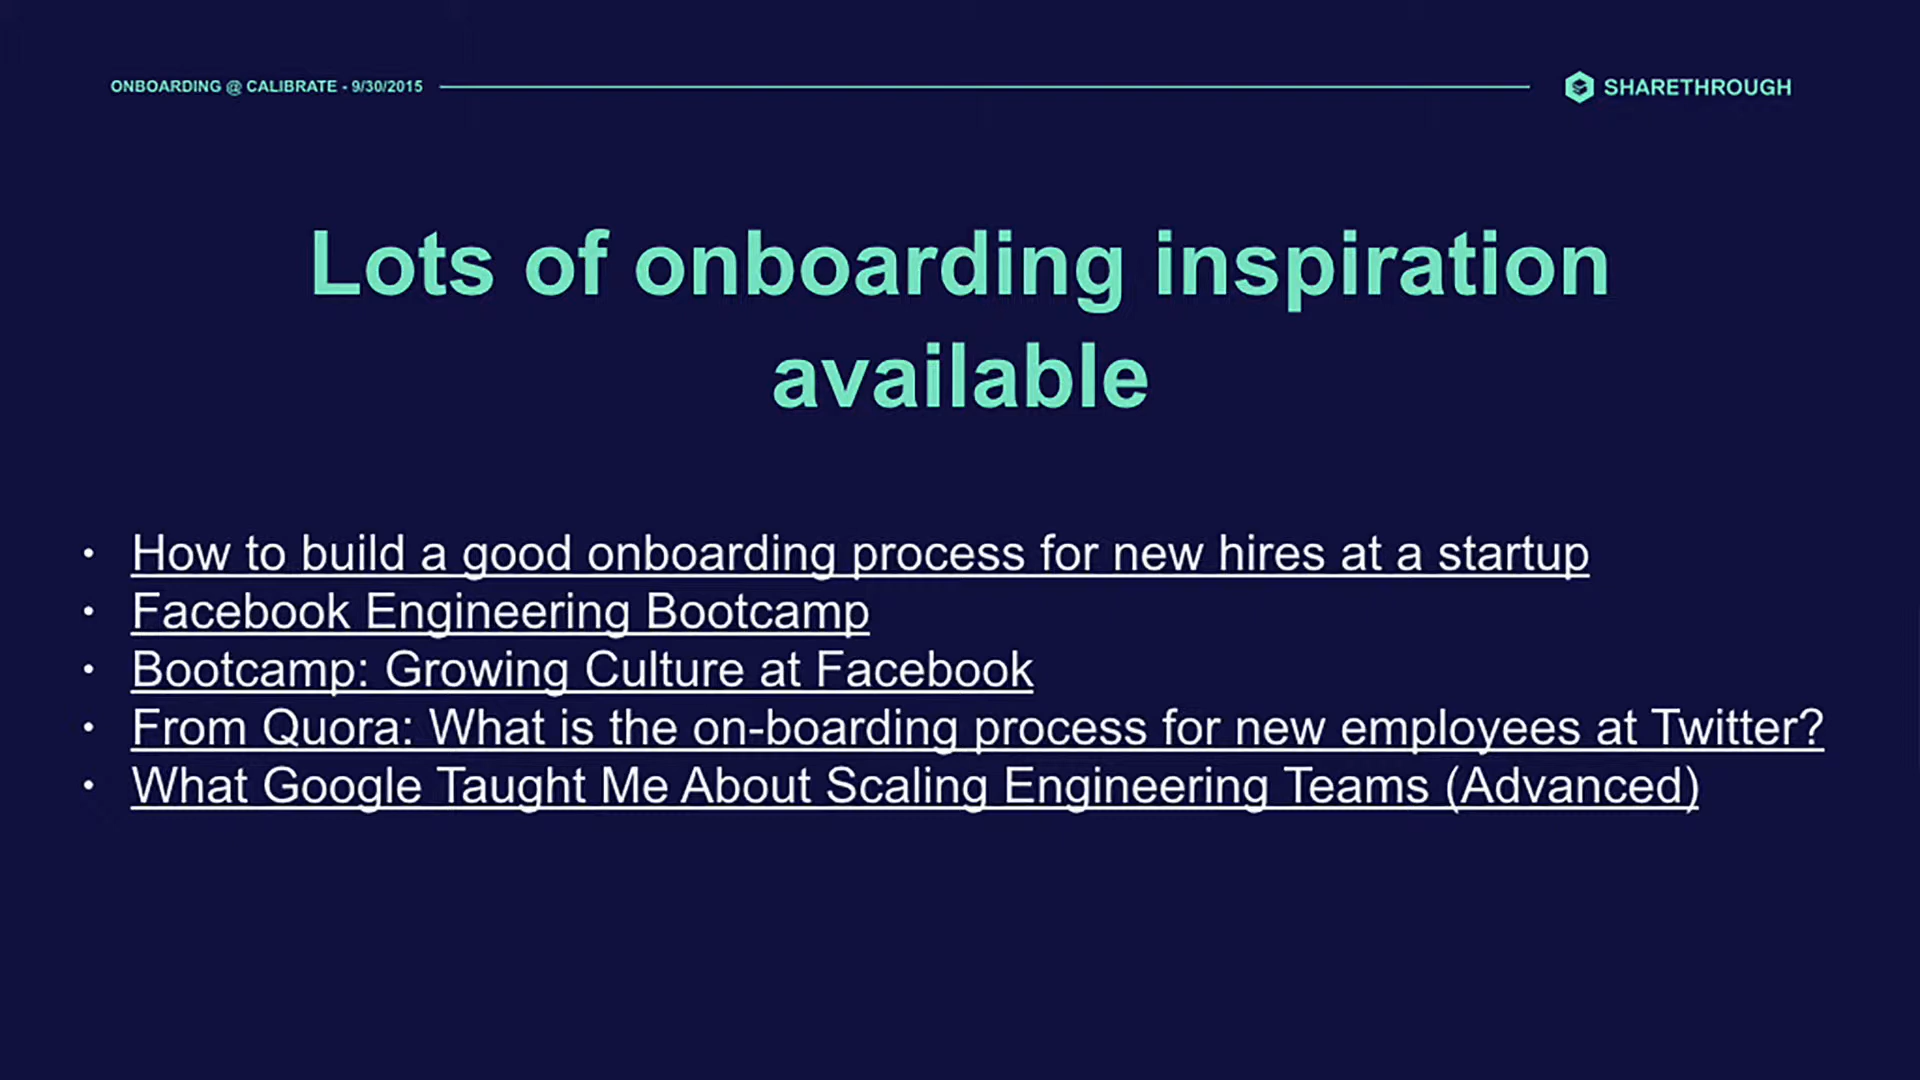 ONBOARDING @ CALIBRATE - 9/30/2015
SHARETHROUGH
Lots of onboarding inspiration
available
• How to build a good onboarding process for new hires at a startup
• Facebook Engineering Bootcamp
• Bootcamp: Growing Culture at Facebook
• From Quora: What is the on-boarding process for new employees at Twitter?
• What Google Taught Me About Scaling Engineering Teams (Advanced)